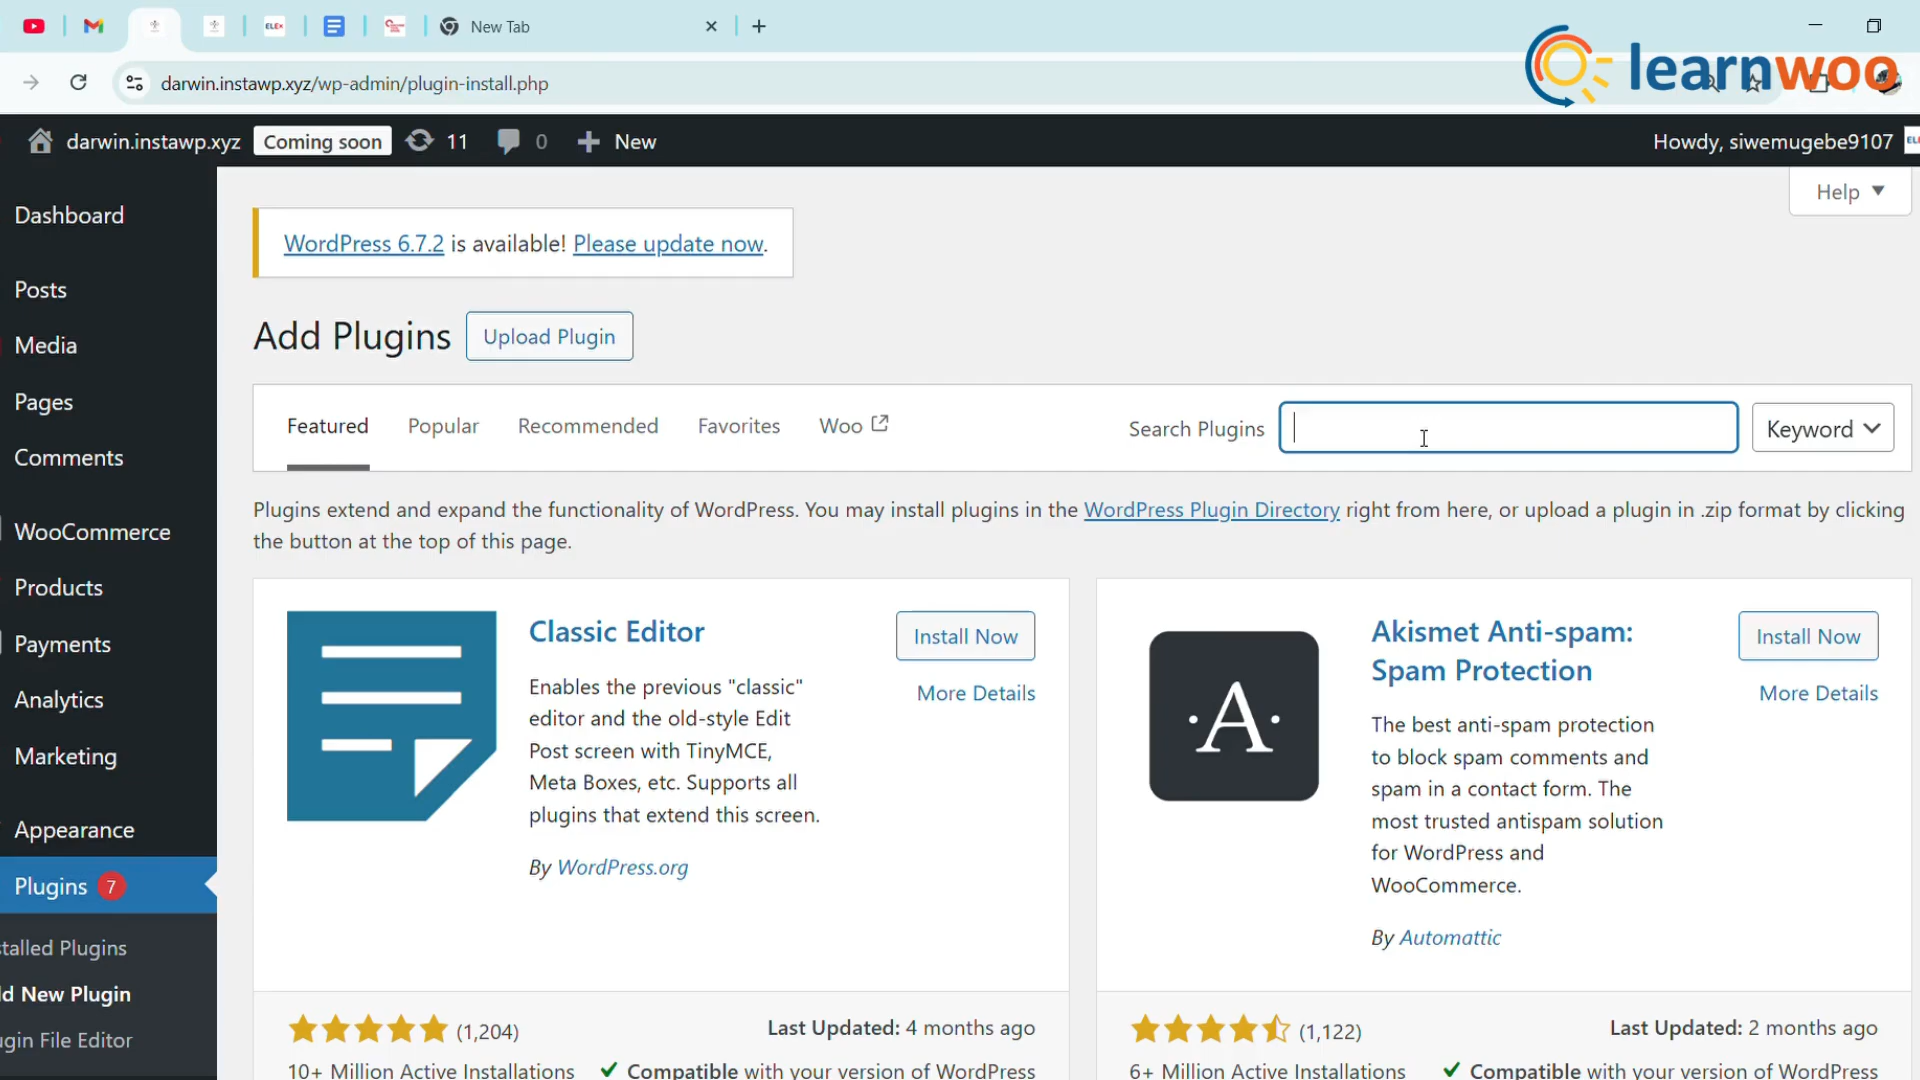 ELEX
New Tab
darwin.instawp.xyz/wp-admin/plugin-install.php
learnwoo
darwin.instawp.xyz
Coming soon
11
0
New
Howdy, siwemugebe9107
Help
Dashboard
Posts
Media
Pages
Comments
WooCommerce
Products
Payments
Analytics
Marketing
Appearance
Plugins 7
stalled Plugins
d New Plugin
ugin File Editor
WordPress 6.7.2 is available! Please update now.
Add Plugins
Upload Plugin
Featured
Popular
Recommended
Favorites
Woo
Search Plugins
Keyword
Plugins extend and expand the functionality of WordPress. You may install plugins in the WordPress Plugin Directory right from here, or upload a plugin in .zip format by clicking
the button at the top of this page.
Classic Editor
Install Now
More Details
Enables the previous "classic"
editor and the old-style Edit
Post screen with TinyMCE,
Meta Boxes, etc. Supports all
plugins that extend this screen.
By WordPress.org
(1,204)
Last Updated: 4 months ago
10+ Million Active Installations
Compatible with your version of WordPress
·A·
Akismet Anti-spam:
Spam Protection
Install Now
More Details
The best anti-spam protection
to block spam comments and
spam in a contact form. The
most trusted antispam solution
for WordPress and
WooCommerce.
By Automattic
(1,122)
Last Updated: 2 months ago
6+ Million Active Installations
Compatible with your version of WordPress